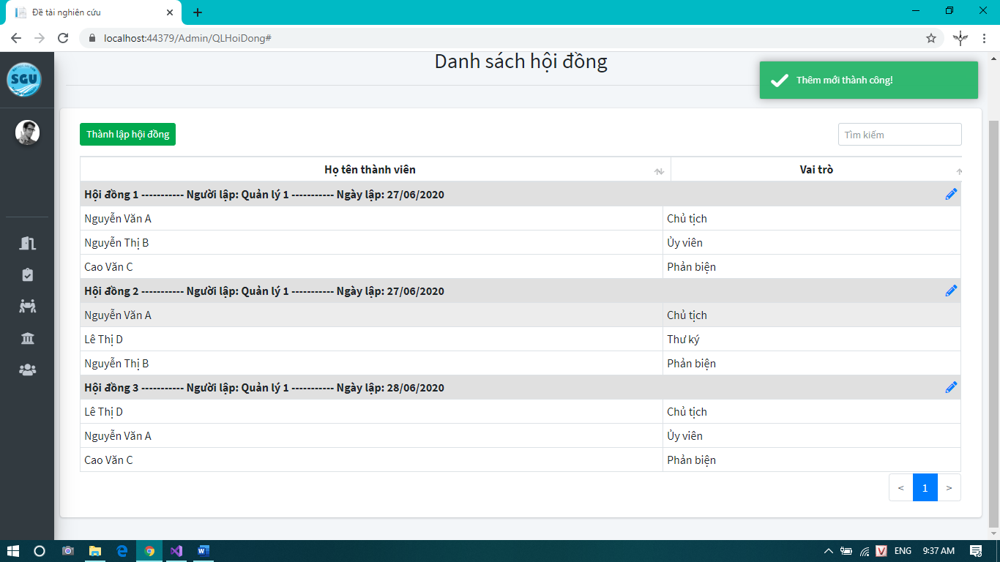 Đề tài nghiên cứu
localhost:44379/Admin/QLHoiDong#
SGU
Danh sách hội đồng
Thêm mới thành công!
Thành lập hội đồng
Tìm kiếm
Họ tên thành viên Vai trò
Hội đồng 1 ----------- Người lập: Quản lý 1 ----------- Ngày lập: 27/06/2020
Nguyễn Văn A Chủ tịch
Nguyễn Thị B Ủy viên
Cao Văn C Phản biện
Hội đồng 2 ----------- Người lập: Quản lý 1 ----------- Ngày lập: 27/06/2020
Nguyễn Văn A Chủ tịch
Lê Thị D Thư ký
Nguyễn Thị B Phản biện
Hội đồng 3 ----------- Người lập: Quản lý 1 ----------- Ngày lập: 28/06/2020
Lê Thị D Chủ tịch
Nguyễn Văn A Ủy viên
Cao Văn C Phản biện
< 1 >
ENG 9:37 AM